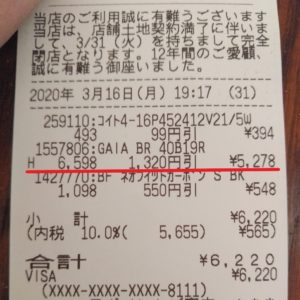 当店のご利用誠に有難うございます
当店は、店舗土地契約満了に伴いま
して、3/31(火)を持ちまして完全
閉店となります。12年間のご愛顧、
誠に有難う御座いました。
2020年 3月16日(月) 19:17 (31)
259110:コイト4-16P452412V21/5W
493 99円引 ¥394
1557806:GAIA BR 40B19R
H 6,598 1,320円引 ¥5,278
1427770:BF ネオフィットカーボン S BK
1,098 550円引 ¥548
小 計 ¥6,220
(内税 10.0%( 5,655) ¥565)
合計 ¥6,220
VISA ¥6,220
(XXXX-XXXX-XXXX-8111)